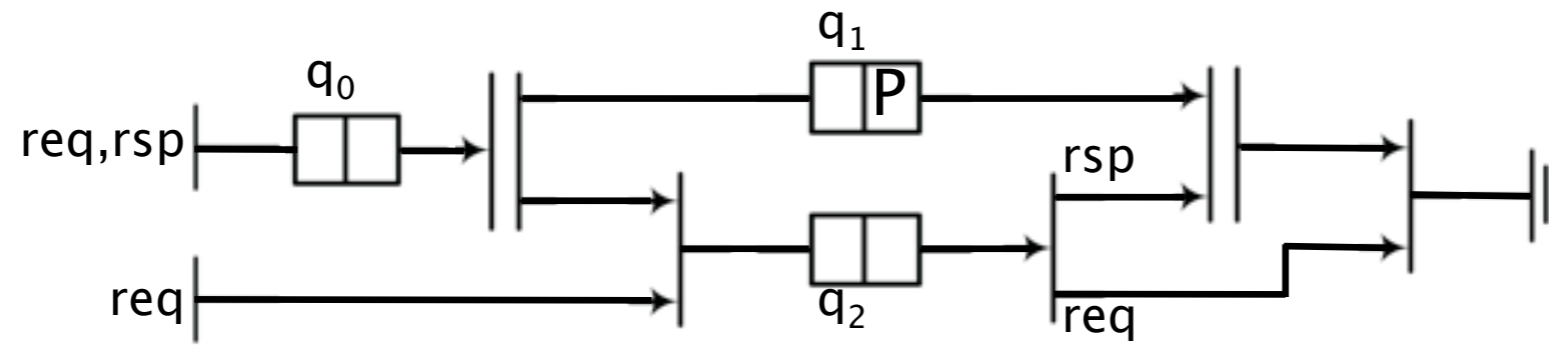 q₁
q₀
P
req,rsp
rsp
req
q₂
req